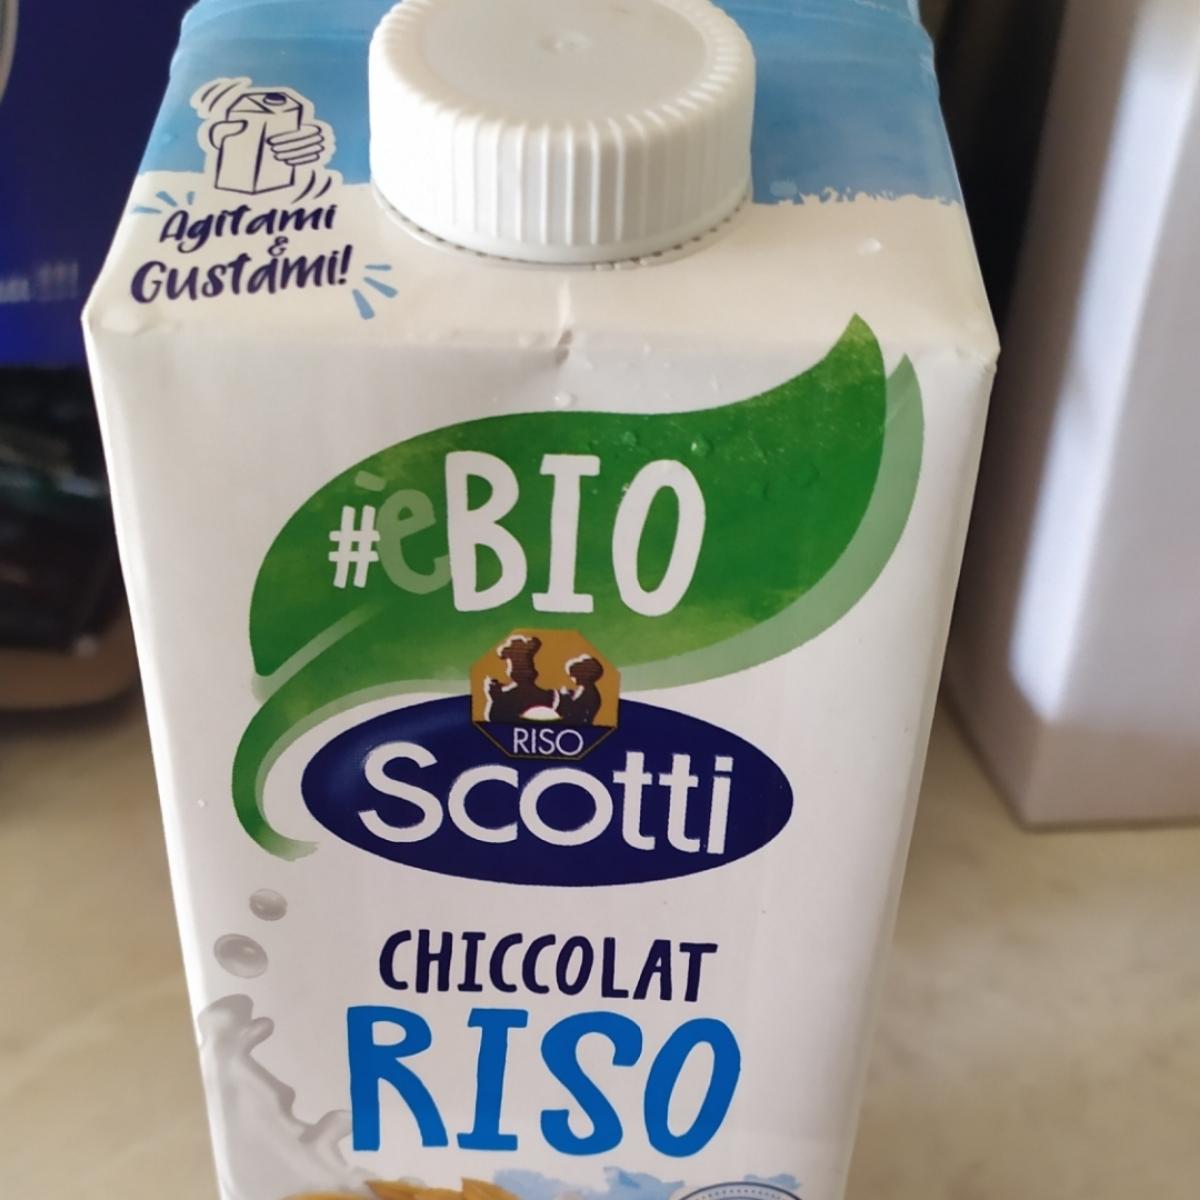 Agitami
&
Gustami!
#èBIO
RISO
Scotti
CHICCOLAT
RISO